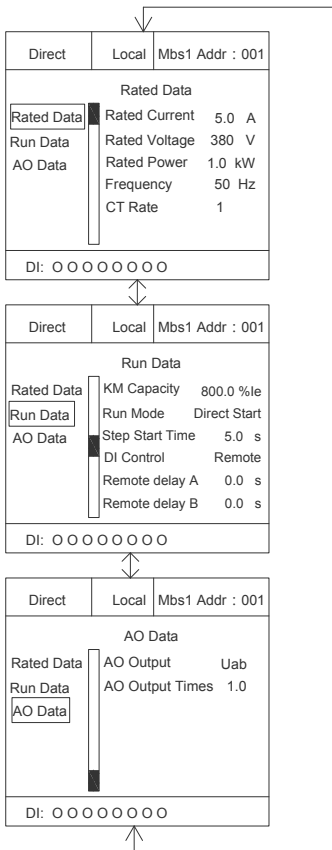 Direct Local Mbs1 Addr : 001
Rated Data
Rated Data Rated Current 5.0 A
Run Data Rated Voltage 380 V
AO Data Rated Power 1.0 kW
Frequency 50 Hz
CT Rate 1
DI: O O O O O O O O
Direct Local Mbs1 Addr : 001
Run Data
Rated Data KM Capacity 800.0 %Ie
Run Data Run Mode Direct Start
AO Data Step Start Time 5.0 s
DI Control Remote
Remote delay A 0.0 s
Remote delay B 0.0 s
DI: O O O O O O O O
Direct Local Mbs1 Addr : 001
AO Data
Rated Data AO Output Uab
Run Data AO Output Times 1.0
AO Data
DI: O O O O O O O O